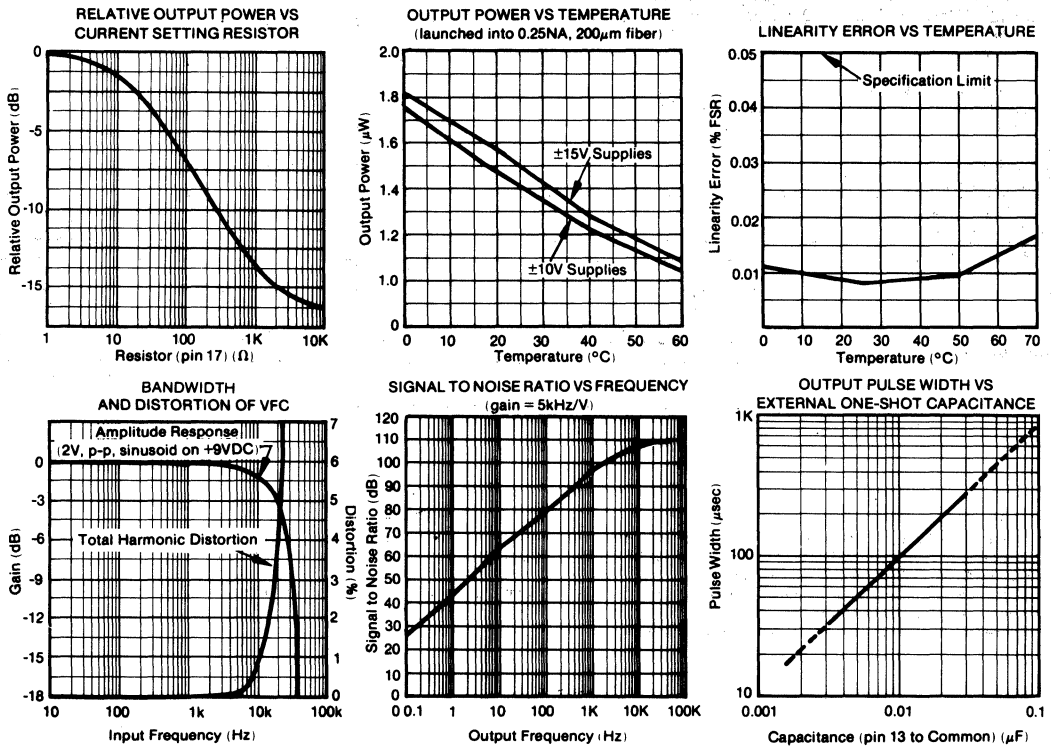 RELATIVE OUTPUT POWER VS
CURRENT SETTING RESISTOR
0
-5
-10
-15
Relative Output Power (dB)
1
10
100
1K
10K
Resistor (pin 17) (Ω)
OUTPUT POWER VS TEMPERATURE
(launched into 0.25NA, 200μm fiber)
2.0
1.8
1.6
1.4
1.2
1.0
0
Output Power (μW)
±15V Supplies
±10V Supplies
0
10
20
30
40
50
60
Temperature (°C)
LINEARITY ERROR VS TEMPERATURE
0.05
0.04
0.03
0.02
0.01
Linearity Error (% FSR)
Specification Limit
0
10
20
30
40
50
60
70
Temperature (°C)
BANDWIDTH
AND DISTORTION OF VFC
Amplitude Response
(2V, p-p, sinusoid on +9VDC)
Total Harmonic Distortion
0
-3
-6
-9
-12
-15
-18
Gain (dB)
7
6
5
4
3
2
1
0
Distortion (%)
10
100
1k
10k
100k
Input Frequency (Hz)
SIGNAL TO NOISE RATIO VS FREQUENCY
(gain = 5kHz/V)
120
110
100
90
80
70
60
50
40
30
20
10
0
Signal to Noise Ratio (dB)
0 0.1
1
10
100
1K
10K
100K
Output Frequency (Hz)
OUTPUT PULSE WIDTH VS
EXTERNAL ONE-SHOT CAPACITANCE
1K
100
10
Pulse Width (μsec)
0.001
0.01
0.1
Capacitance (pin 13 to Common) (μF)